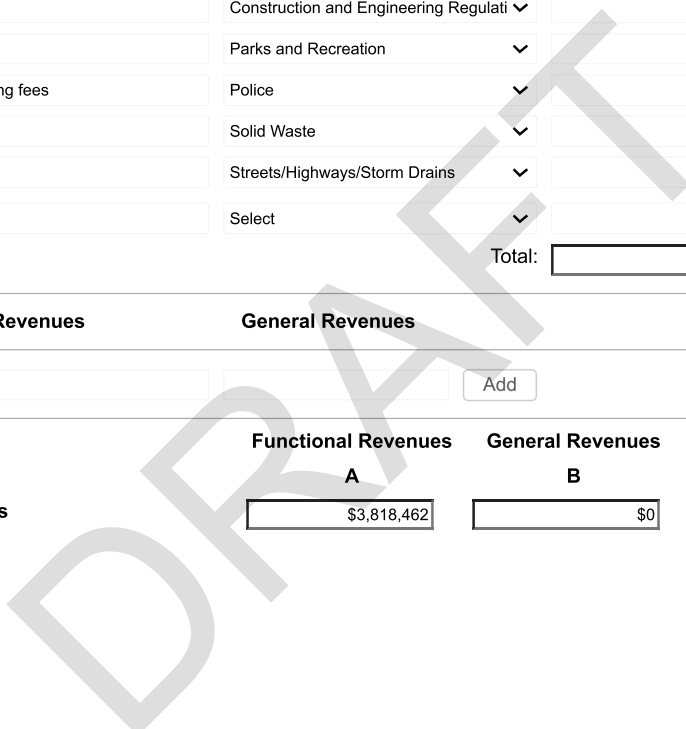 Construction and Engineering Regulati
Parks and Recreation
ng fees
Police
Solid Waste
Streets/Highways/Storm Drains
Select
Total:
Revenues
General Revenues
Add
Functional Revenues
General Revenues
A
B
s
$3,818,462
$0
DRAFT